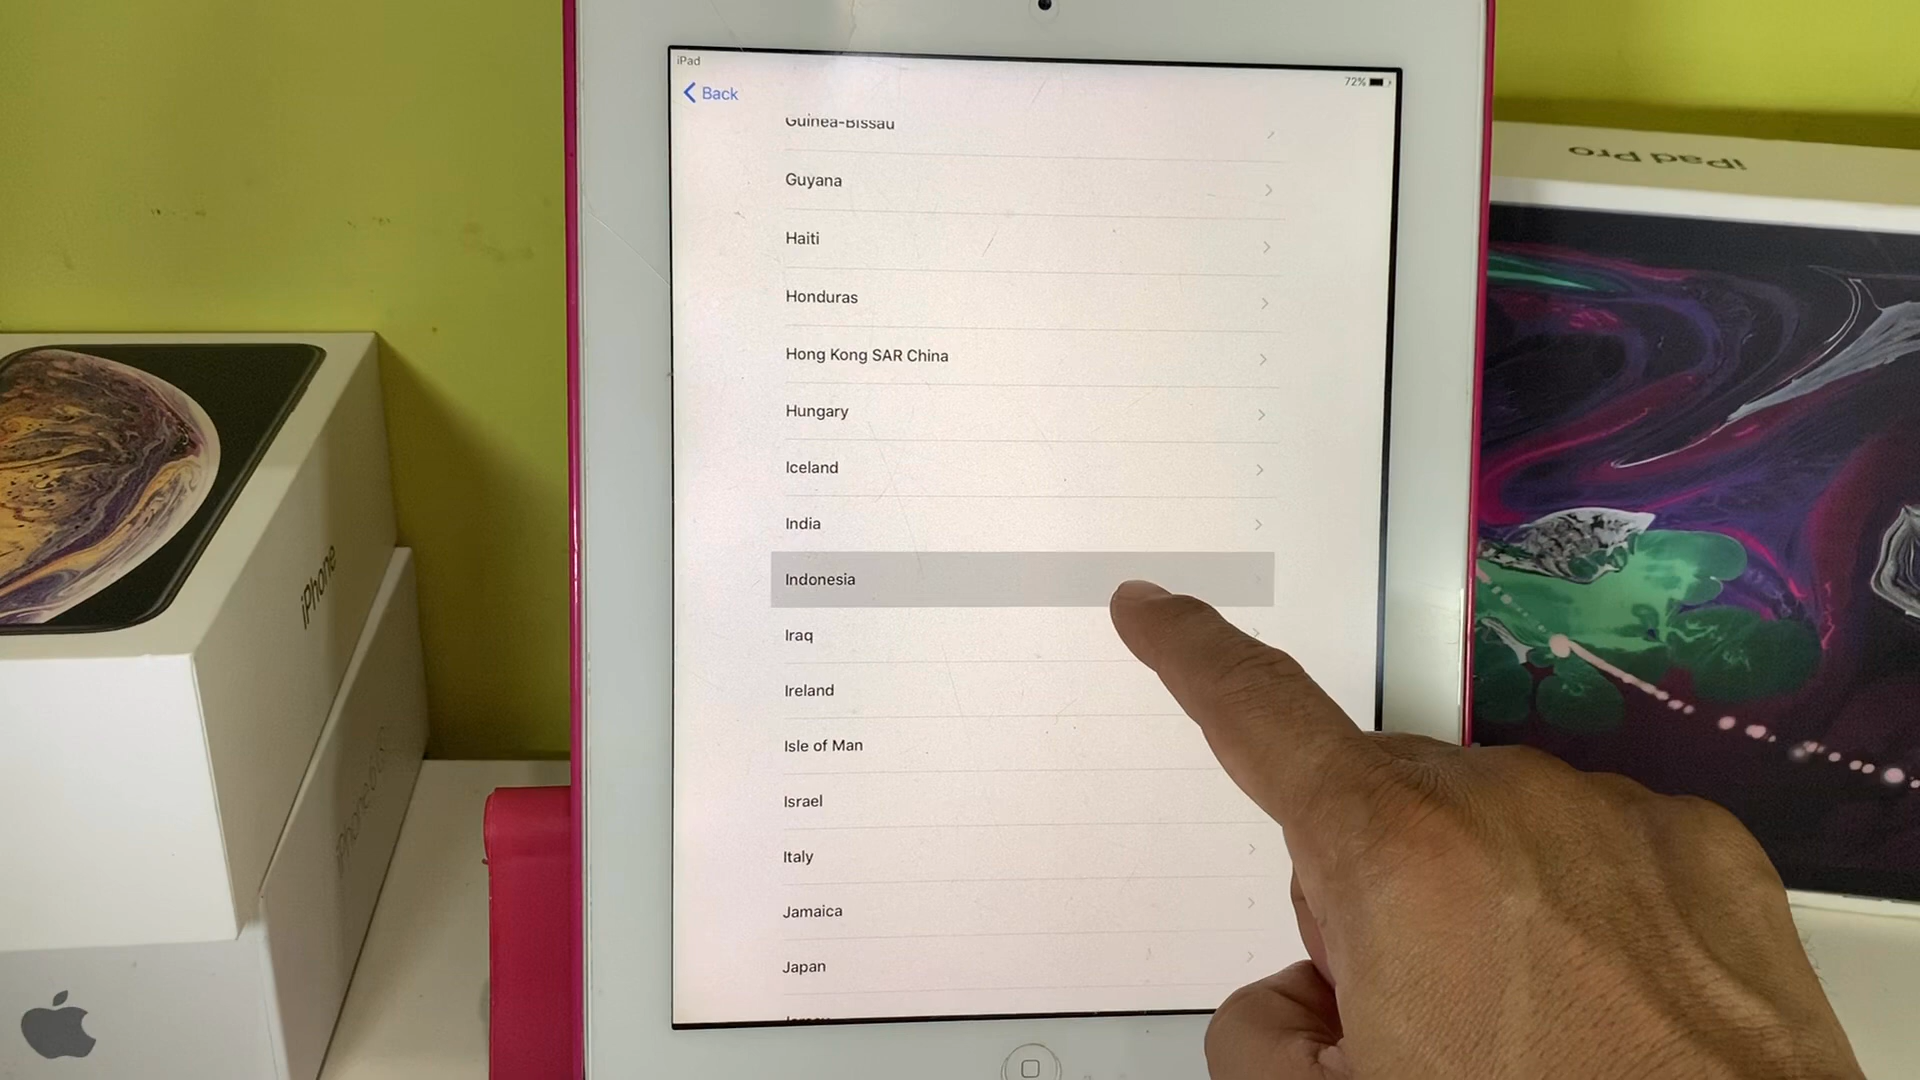 iPad
72%
Back
Guinea-Bissau
Guyana
Haiti
Honduras
Hong Kong SAR China
Hungary
Iceland
India
Indonesia
Iraq
Ireland
Isle of Man
Israel
Italy
Jamaica
Japan
iPad Pro
iPhone